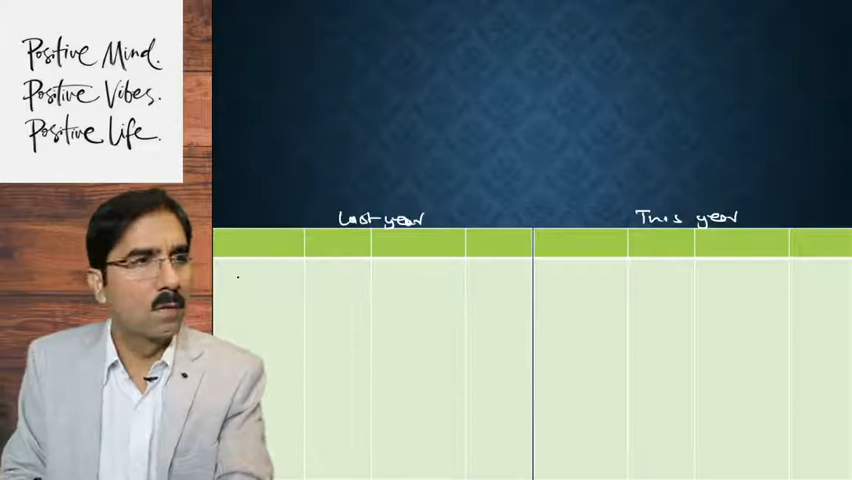 Positive Mind.
Positive Vibes.
Positive Life.
Last year
This year